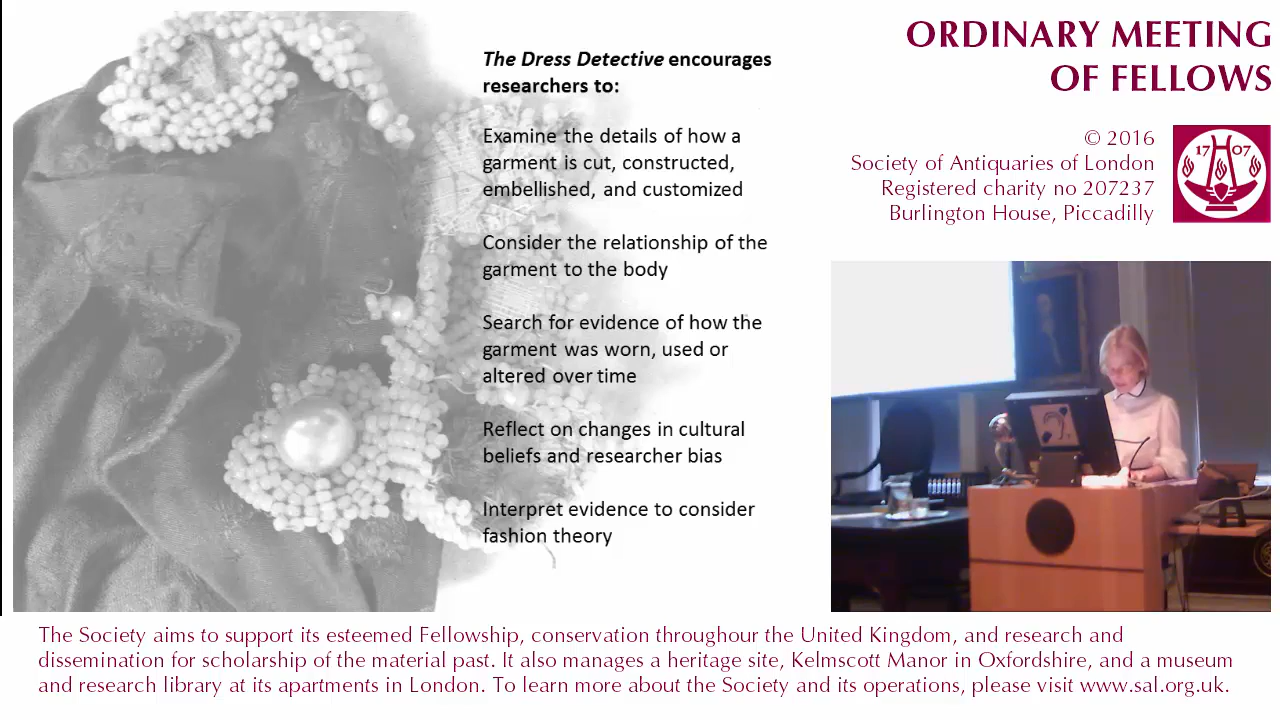 The Dress Detective encourages
researchers to:
Examine the details of how a
garment is cut, constructed,
embellished, and customized
Consider the relationship of the
garment to the body
Search for evidence of how the
garment was worn, used or
altered over time
Reflect on changes in cultural
beliefs and researcher bias
Interpret evidence to consider
fashion theory
ORDINARY MEETING
OF FELLOWS
© 2016
Society of Antiquaries of London
Registered charity no 207237
Burlington House, Piccadilly
17 07
The Society aims to support its esteemed Fellowship, conservation throughour the United Kingdom, and research and
dissemination for scholarship of the material past. It also manages a heritage site, Kelmscott Manor in Oxfordshire, and a museum
and research library at its apartments in London. To learn more about the Society and its operations, please visit www.sal.org.uk.